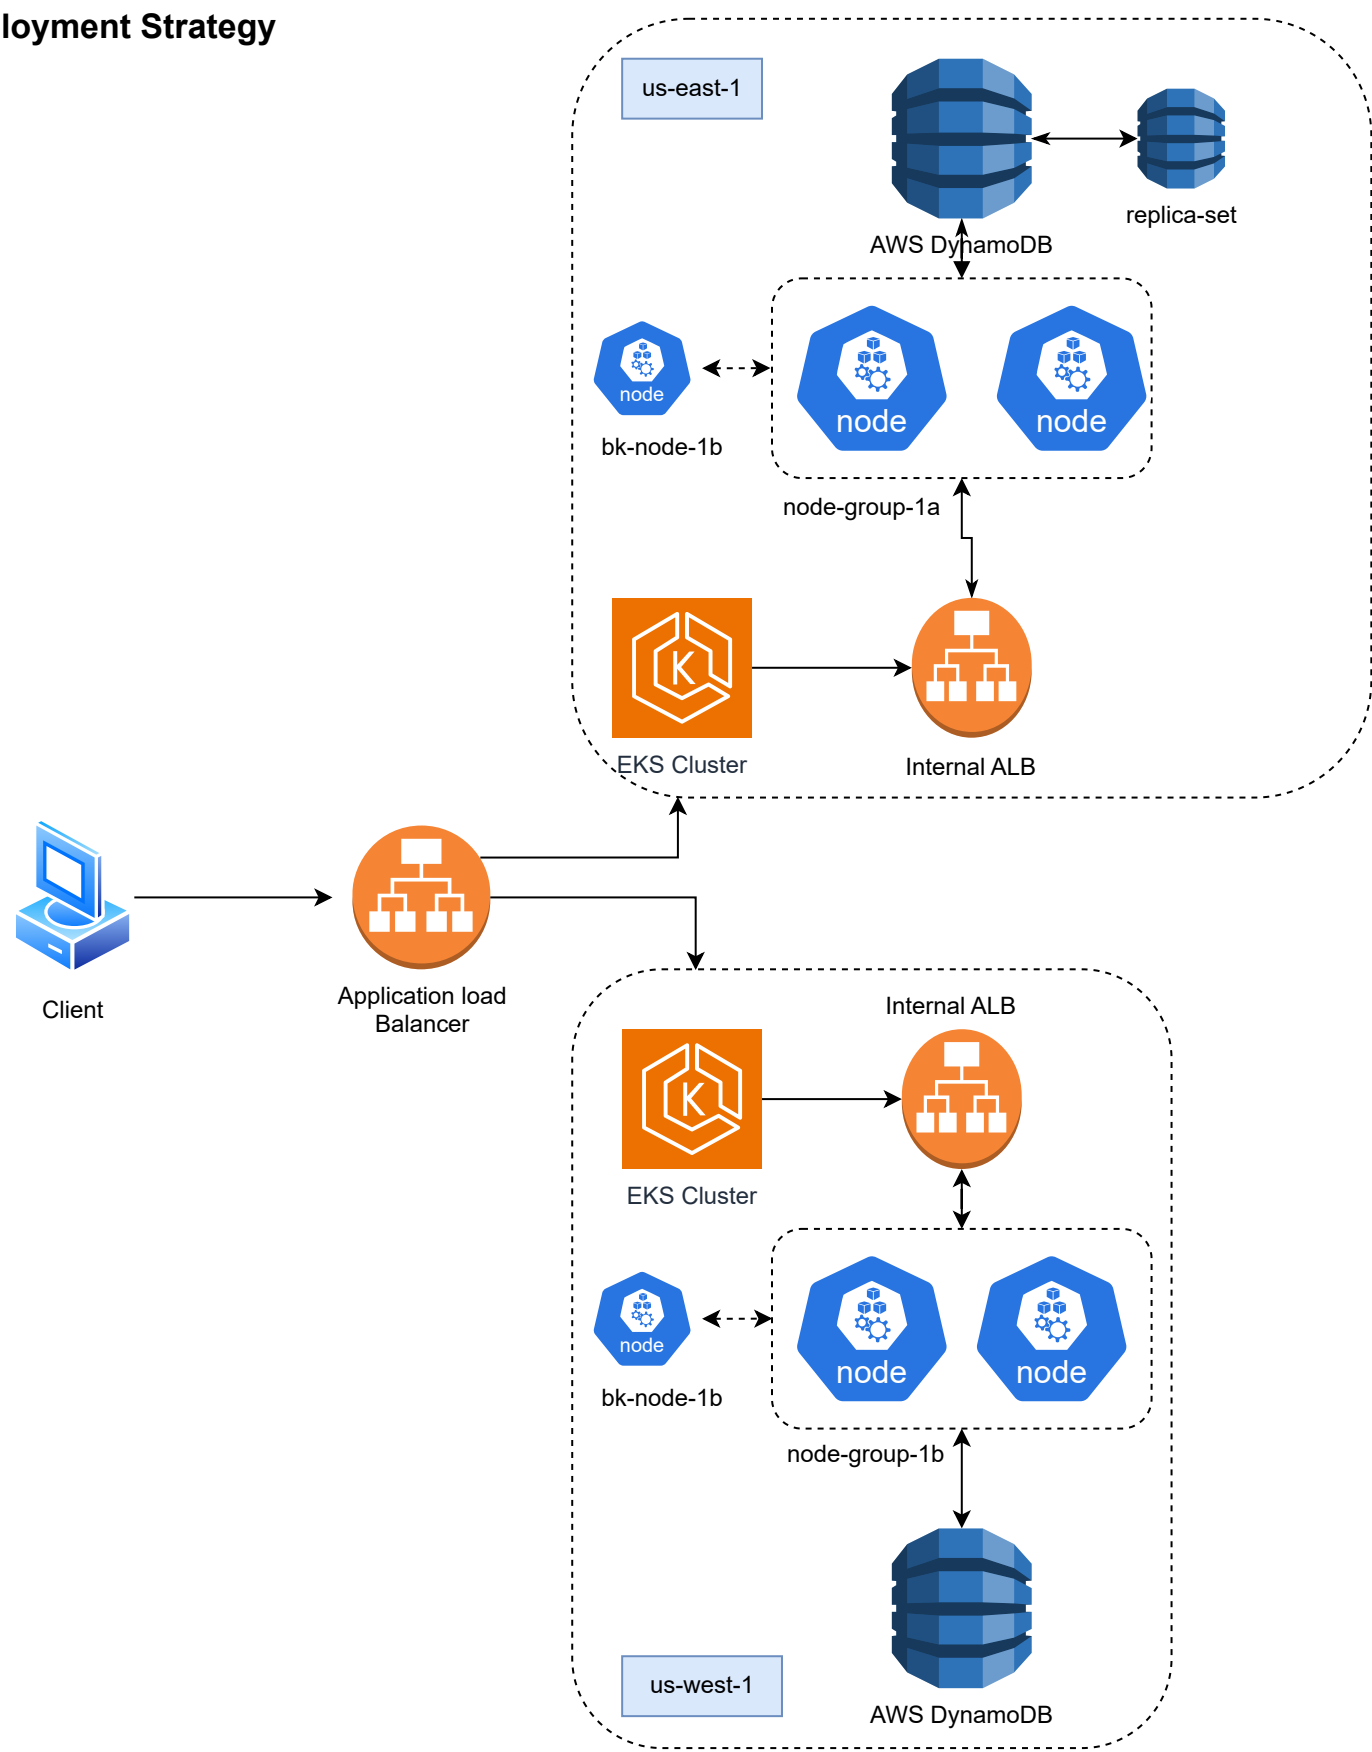 loyment Strategy
us-east-1
replica-set
AWS DynamoDB
node
node
node
bk-node-1b
node-group-1a
K
EKS Cluster
Internal ALB
Client
Application load
Balancer
Internal ALB
K
EKS Cluster
node
node
node
bk-node-1b
node-group-1b
us-west-1
AWS DynamoDB